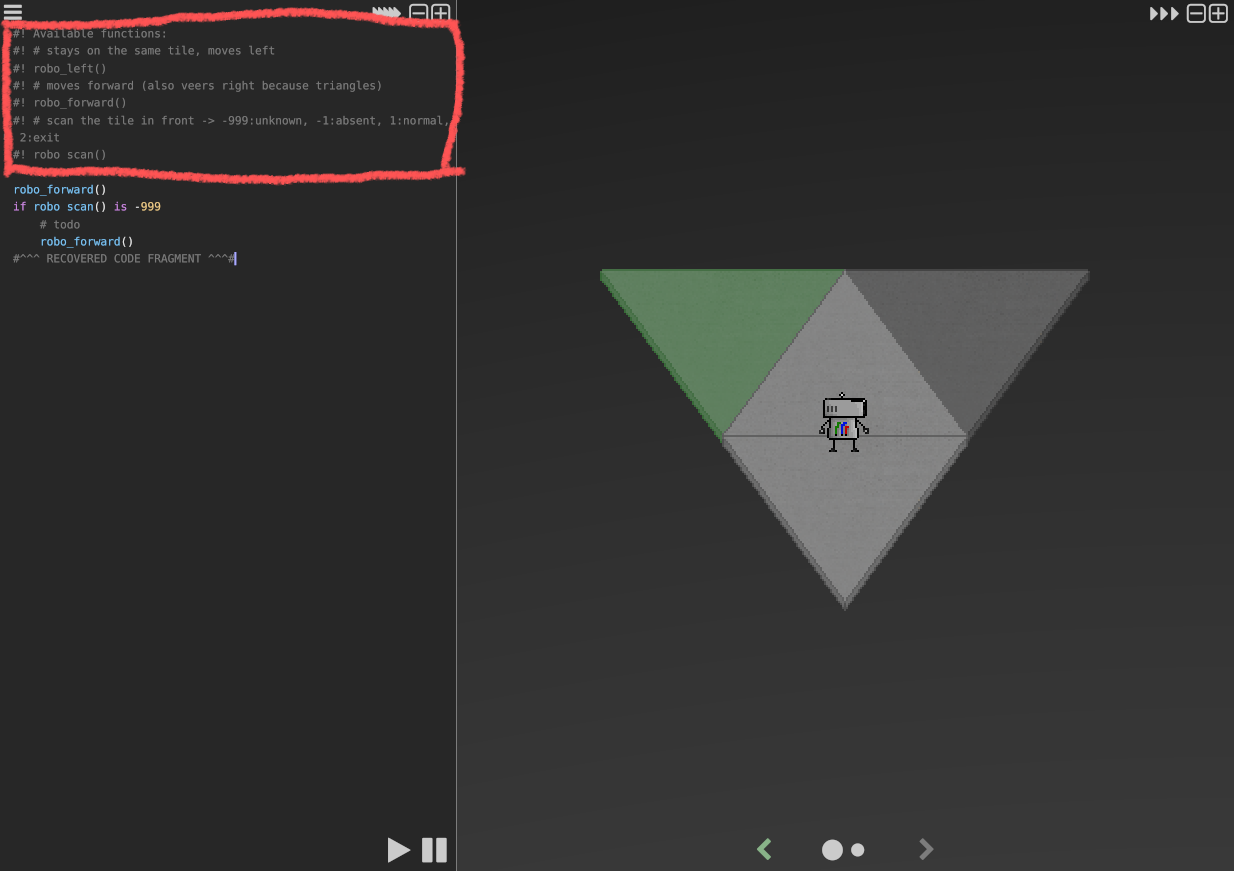 #! Available functions:
#! # stays on the same tile, moves left
#! robo_left()
#! # moves forward (also veers right because triangles)
#! robo_forward()
#! # scan the tile in front -> -999:unknown, -1:absent, 1:normal,
2:exit
#! robo scan()
robo_forward()
if robo scan() is -999
# todo
robo_forward()
#^^^ RECOVERED CODE FRAGMENT ^^^#